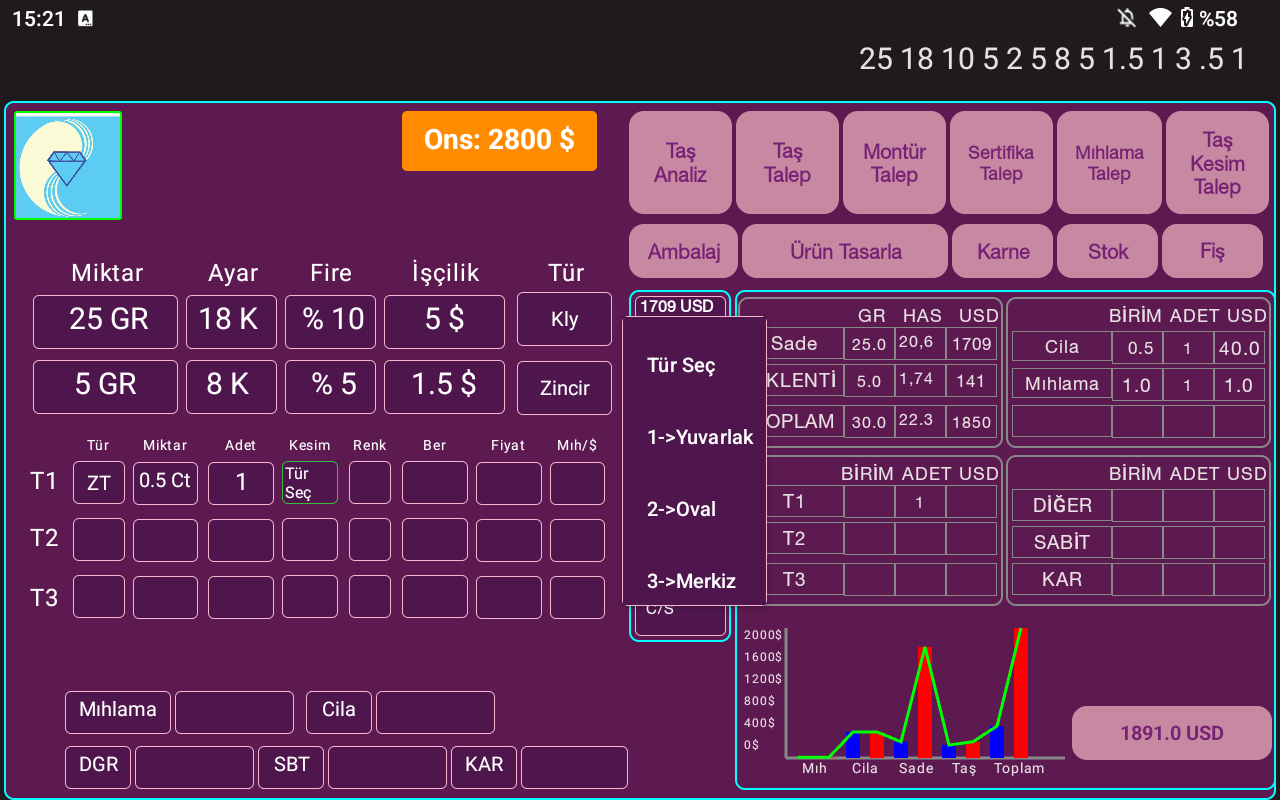 15:21 A %58
25 18 10 5 2 5 8 5 1.5 1 3 .5 1
Ons: 2800 $
Taş Analiz
Taş Talep
Montür Talep
Sertifika Talep
Mıhlama Talep
Taş Kesim Talep
Ambalaj
Ürün Tasarla
Karne
Stok
Fiş
Miktar Ayar Fire İşçilik Tür
25 GR 18 K % 10 5 $ Kly
5 GR 8 K % 5 1.5 $ Zincir
Tür Miktar Adet Kesim Renk Ber Fiyat Mıh/$
T1 ZT 0.5 Ct 1 Tür Seç
T2
T3
Mıhlama Cila
DGR SBT KAR
1709 USD
Tür Seç
1->Yuvarlak
2->Oval
3->Merkiz
C/S
GR HAS USD
Sade 25.0 20,6 1709
KLENTİ 5.0 1,74 141
OPLAM 30.0 22.3 1850
BİRİM ADET USD
Cila 0.5 1 40.0
Mıhlama 1.0 1 1.0
BİRİM ADET USD
T1 1
T2
T3
BİRİM ADET USD
DİĞER
SABİT
KAR
2000$
1600$
1200$
800$
400$
0$
Mıh Cila Sade Taş Toplam
1891.0 USD